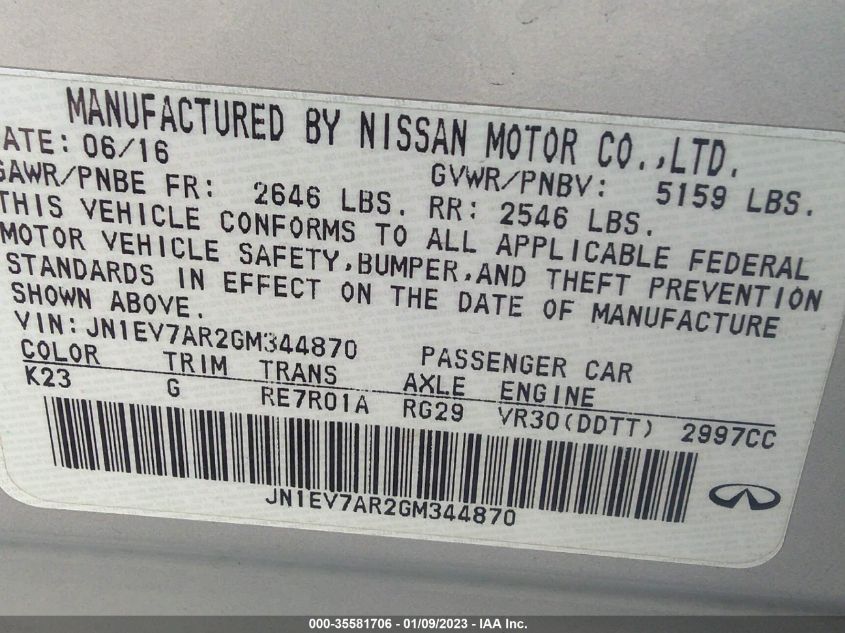 MANUFACTURED BY NISSAN MOTOR CO.,LTD.
ATE: 06/16 GVWR/PNBV: 5159 LBS.
GAWR/PNBE FR: 2646 LBS. RR: 2546 LBS.
THIS VEHICLE CONFORMS TO ALL APPLICABLE FEDERAL
MOTOR VEHICLE SAFETY,BUMPER,AND THEFT PREVENTION
STANDARDS IN EFFECT ON THE DATE OF MANUFACTURE
SHOWN ABOVE.
VIN: JN1EV7AR2GM344870 PASSENGER CAR
COLOR TRIM TRANS AXLE ENGINE
K23 G RE7R01A RG29 VR30(DDTT) 2997CC
JN1EV7AR2GM344870
000-35581706 - 01/09/2023 - IAA Inc.